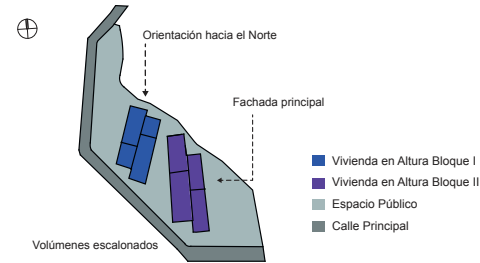 Orientación hacia el Norte
Fachada principal
Vivienda en Altura Bloque I
Vivienda en Altura Bloque II
Espacio Público
Calle Principal
Volúmenes escalonados